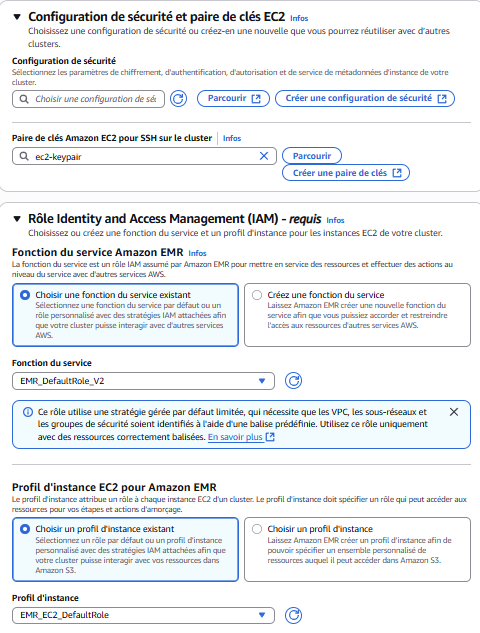 Configuration de sécurité et paire de clés EC2 Infos
Choisissez une configuration de sécurité ou créez-en une nouvelle que vous pourrez réutiliser avec d'autres
clusters.
Configuration de sécurité
Sélectionnez les paramètres de chiffrement, d'authentification, d'autorisation et de service de métadonnées d'instance de votre
cluster.
Choisir une configuration de sé Parcourir Créer une configuration de sécurité
Paire de clés Amazon EC2 pour SSH sur le cluster Infos
ec2-keypair Parcourir
Créer une paire de clés
Rôle Identity and Access Management (IAM) - requis Infos
Choisissez ou créez une fonction du service et un profil d'instance pour les instances EC2 de votre cluster.
Fonction du service Amazon EMR Infos
La fonction du service est un rôle IAM assumé par Amazon EMR pour mettre en service des ressources et effectuer des actions au
niveau du service avec d'autres services AWS.
Choisir une fonction du service existant
Sélectionnez une fonction du service par défaut ou un
rôle personnalisé avec des stratégies IAM attachées afin
que votre cluster puisse interagir avec d'autres services
AWS.
Créez une fonction du service
Laissez Amazon EMR créer une nouvelle fonction du
service afin que vous puissiez accorder et restreindre
l'accès aux ressources d'autres services AWS.
Fonction du service
EMR_DefaultRole_V2
Ce rôle utilise une stratégie gérée par défaut limitée, qui nécessite que les VPC, les sous-réseaux et
les groupes de sécurité soient identifiés à l'aide d'une balise prédéfinie. Utilisez ce rôle uniquement
avec des ressources correctement balisées. En savoir plus
Profil d'instance EC2 pour Amazon EMR
Le profil d'instance attribue un rôle à chaque instance EC2 d'un cluster. Le profil d'instance doit spécifier un rôle qui peut accéder aux
ressources pour vos étapes et actions d'amorçage.
Choisir un profil d'instance existant
Sélectionnez un rôle par défaut ou un profil d'instance
personnalisé avec des stratégies IAM attachées afin que
votre cluster puisse interagir avec vos ressources dans
Amazon S3.
Choisir un profil d'instance
Laissez Amazon EMR créer un profil d'instance afin de
pouvoir spécifier un ensemble personnalisé de
ressources auquel il peut accéder dans Amazon S3.
Profil d'instance
EMR_EC2_DefaultRole